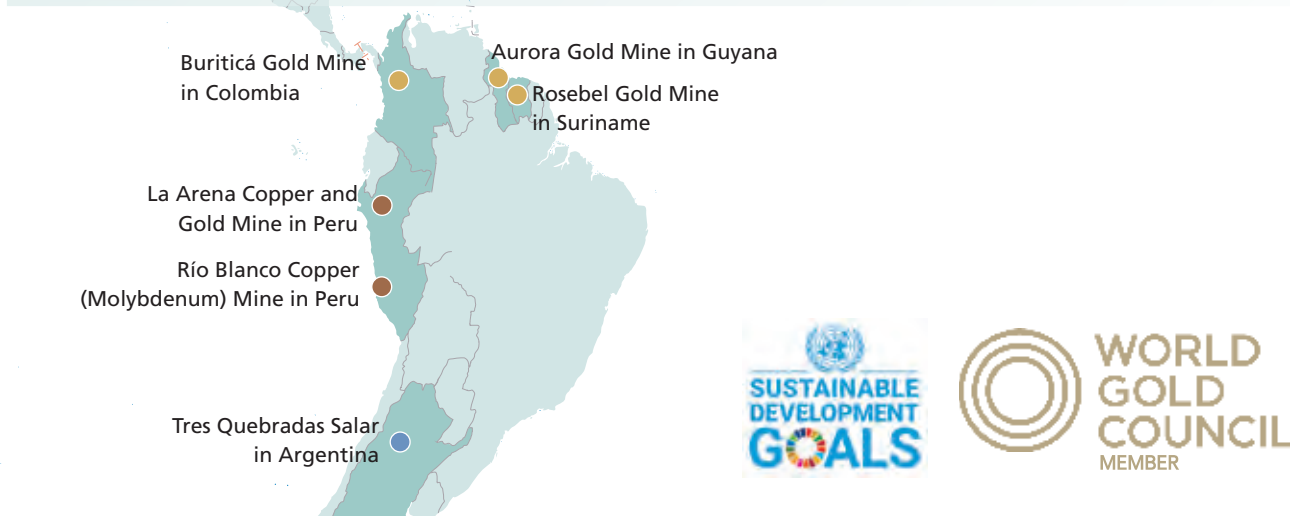 Buriticá Gold Mine
in Colombia
Aurora Gold Mine in Guyana
Rosebel Gold Mine
in Suriname
La Arena Copper and
Gold Mine in Peru
Río Blanco Copper
(Molybdenum) Mine in Peru
Tres Quebradas Salar
in Argentina
SUSTAINABLE
DEVELOPMENT
GOALS
WORLD
GOLD
COUNCIL
MEMBER